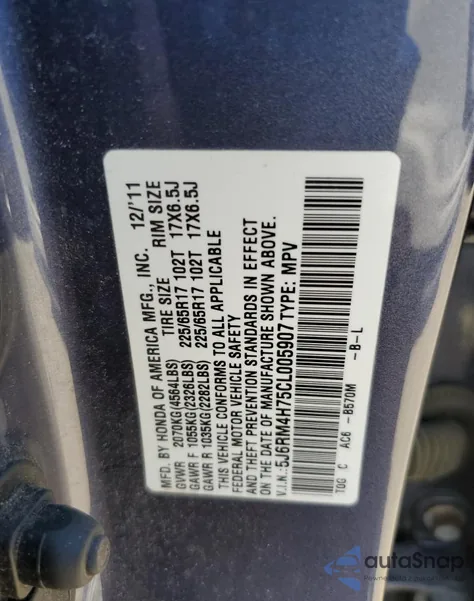 MFD. BY HONDA OF AMERICA MFG., INC. 12/'11
TIRE SIZE RIM SIZE
GVWR 2070KG(4564LBS)
GAWR F 1055KG(2326LBS) 225/65R17 102T 17X6.5J
GAWR R 1035KG(2282LBS) 225/65R17 102T 17X6.5J
THIS VEHICLE CONFORMS TO ALL APPLICABLE
FEDERAL MOTOR VEHICLE SAFETY
AND THEFT PREVENTION STANDARDS IN EFFECT
ON THE DATE OF MANUFACTURE SHOWN ABOVE.
V.I.N.:5J6RM4H75CL005907 TYPE: MPV
TDG C AC6 -B570M -B-L
autoSnap